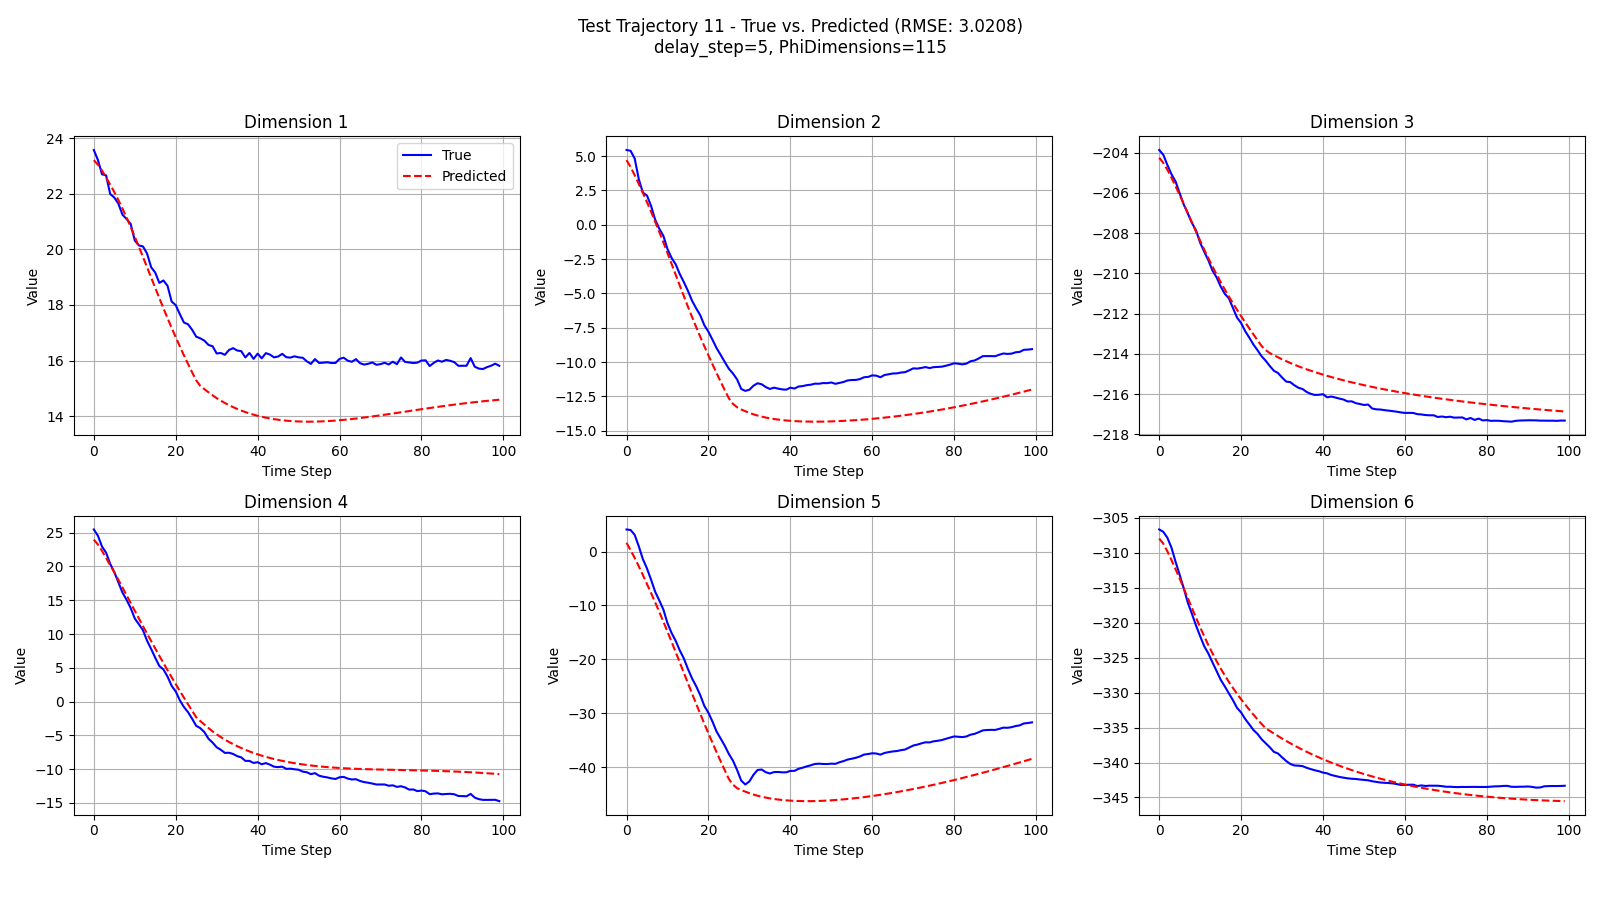 Test Trajectory 11 - True vs. Predicted (RMSE: 3.0208)
delay_step=5, PhiDimensions=115
Dimension 1
24
22
20
18
16
14
Value
0 20 40 60 80 100
Time Step
True
Predicted
Dimension 2
5.0
2.5
0.0
−2.5
−5.0
−7.5
−10.0
−12.5
−15.0
Value
0 20 40 60 80 100
Time Step
Dimension 3
−204
−206
−208
−210
−212
−214
−216
−218
Value
0 20 40 60 80 100
Time Step
Dimension 4
25
20
15
10
5
0
−5
−10
−15
Value
0 20 40 60 80 100
Time Step
Dimension 5
0
−10
−20
−30
−40
Value
0 20 40 60 80 100
Time Step
Dimension 6
−305
−310
−315
−320
−325
−330
−335
−340
−345
Value
0 20 40 60 80 100
Time Step